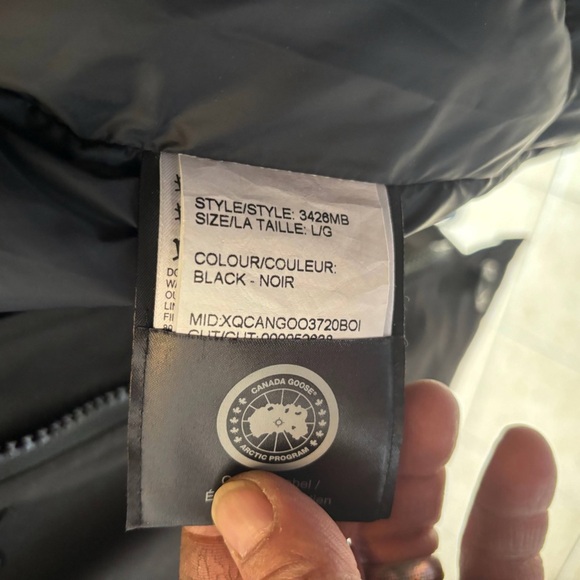 STYLE/STYLE: 3426MB
SIZE/LA TAILLE: L/G
COLOUR/COULEUR:
BLACK - NOIR
MID:XQCANGOO3720BOI
CANADA GOOSE®
ARCTIC PROGRAM